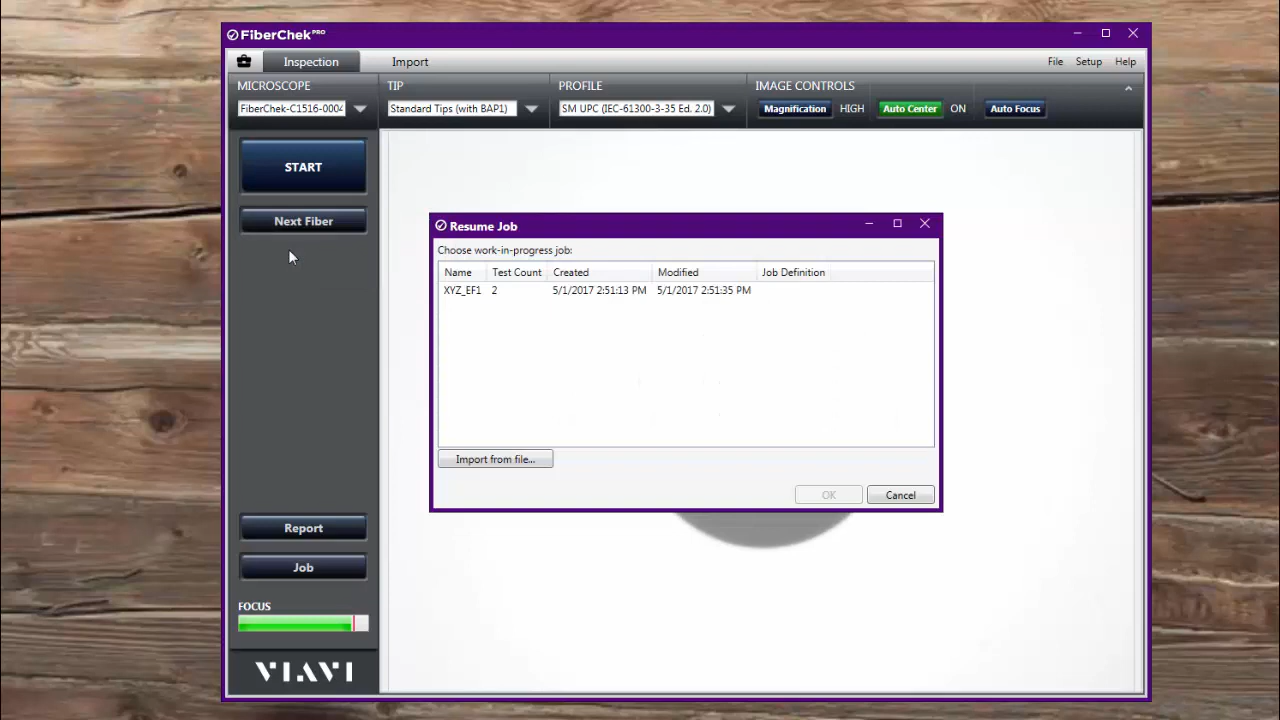 FiberChek PRO
Inspection Import File Setup Help
MICROSCOPE TIP PROFILE IMAGE CONTROLS
FiberChek-C1516-0004 Standard Tips (with BAP1) SM UPC (IEC-61300-3-35 Ed. 2.0) Magnification HIGH Auto Center ON Auto Focus
START
Next Fiber
Resume Job
Choose work-in-progress job:
Name Test Count Created Modified Job Definition
XYZ_EF1 2 5/1/2017 2:51:13 PM 5/1/2017 2:51:35 PM
Import from file...
OK Cancel
Report
Job
FOCUS
VIAVI